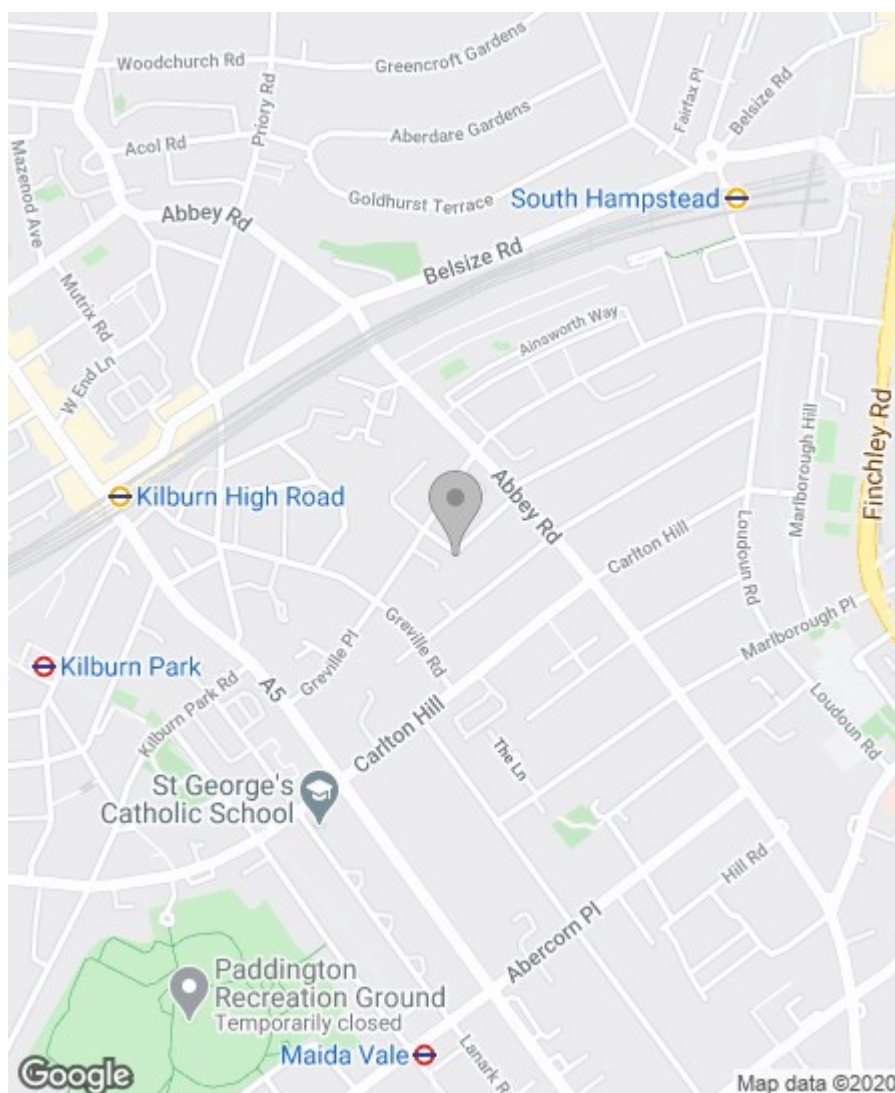 Woodchurch Rd
Greencroft Gardens
Priory Rd
Fairfax Pl
Belsize Rd
Acol Rd
Aberdare Gardens
Mazenod Ave
Goldhurst Terrace
South Hampstead
Abbey Rd
Belsize Rd
Mutrix Rd
Ainsworth Way
W End Ln
Marlborough Hill
Finchley Rd
Kilburn High Road
Abbey Rd
Loudoun Rd
Carlton Hill
Marlborough Pl
Greville Pl
Greville Rd
Kilburn Park
Kilburn Park Rd
A5
Loudoun Rd
Carlton Hill
The Ln
St George's
Catholic School
Hill Rd
Abercorn Pl
Paddington
Recreation Ground
Temporarily closed
Maida Vale
Lanark R
Google
Map data ©2020